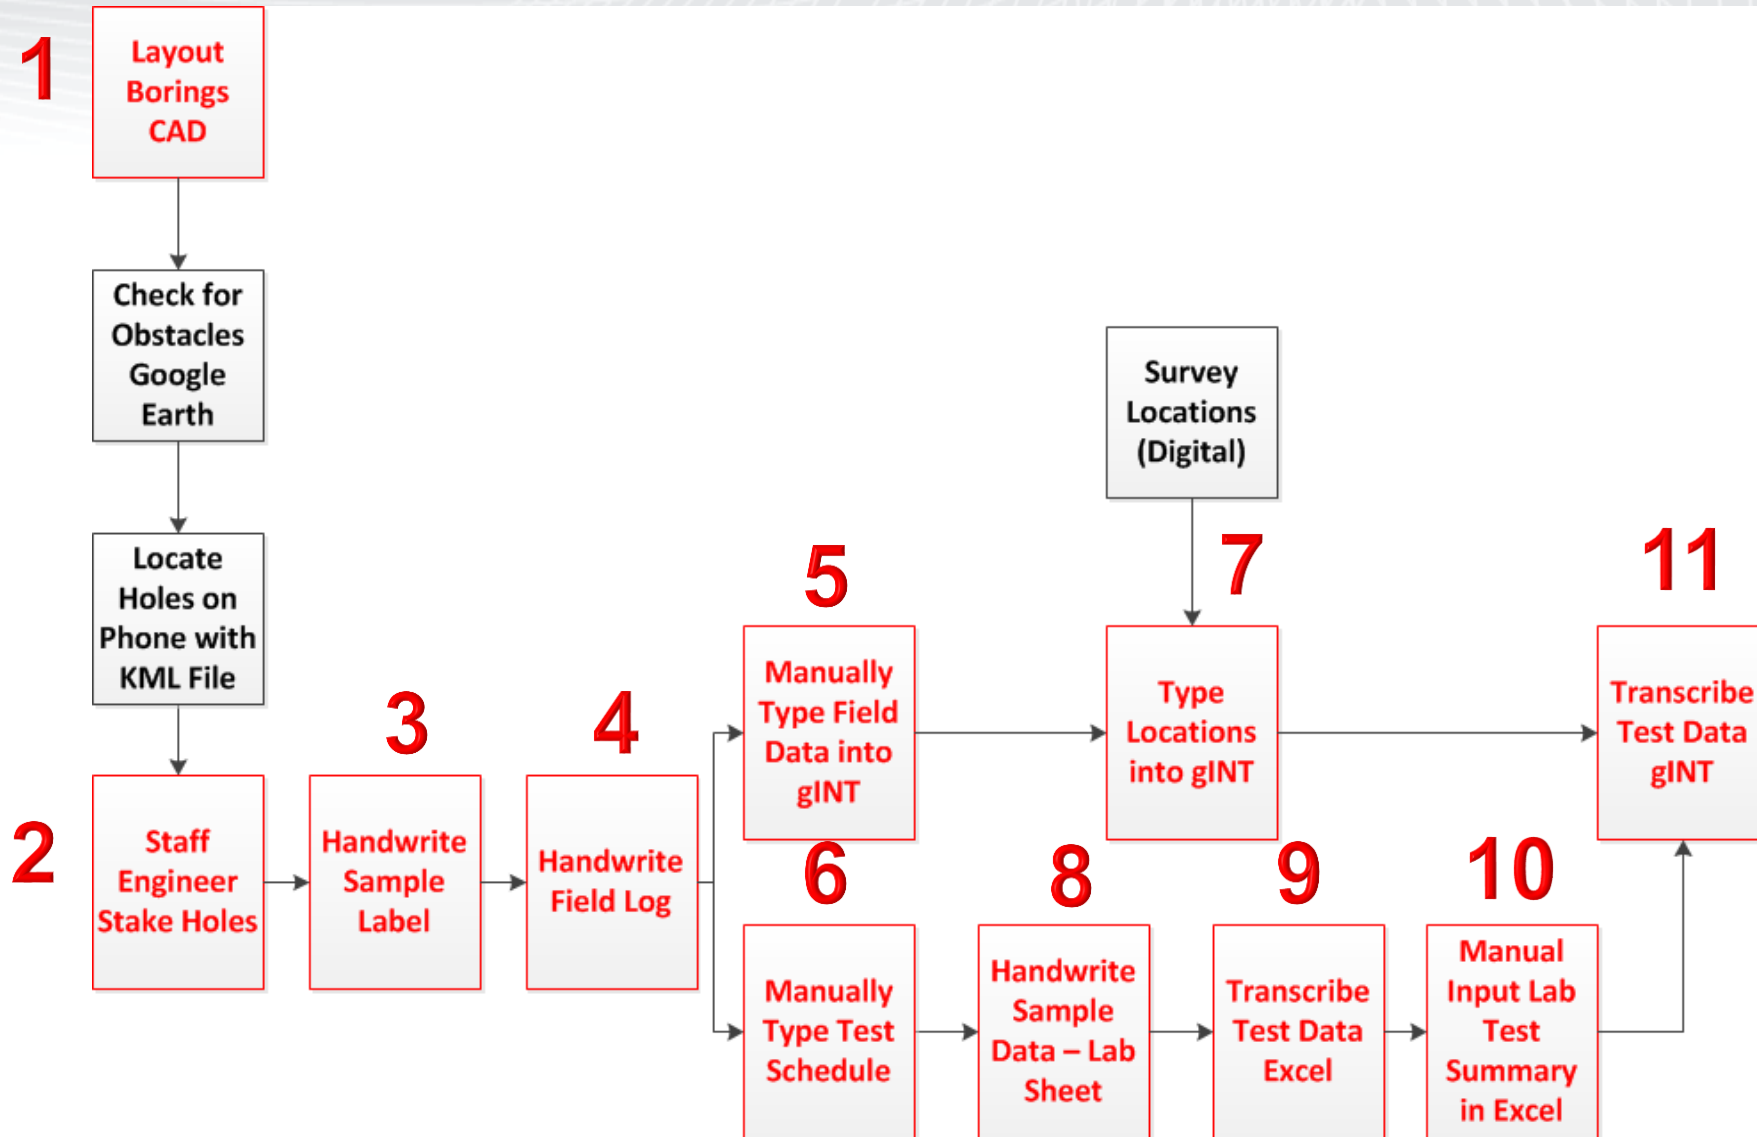 1
Layout
Borings
CAD
Check for
Obstacles
Google
Earth
Locate
Holes on
Phone with
KML File
2
Staff
Engineer
Stake Holes
3
Handwrite
Sample
Label
4
Handwrite
Field Log
5
Manually
Type Field
Data into
gINT
6
Manually
Type Test
Schedule
Survey
Locations
(Digital)
7
Type
Locations
into gINT
8
Handwrite
Sample
Data – Lab
Sheet
9
Transcribe
Test Data
Excel
10
Manual
Input Lab
Test
Summary
in Excel
11
Transcribe
Test Data
gINT